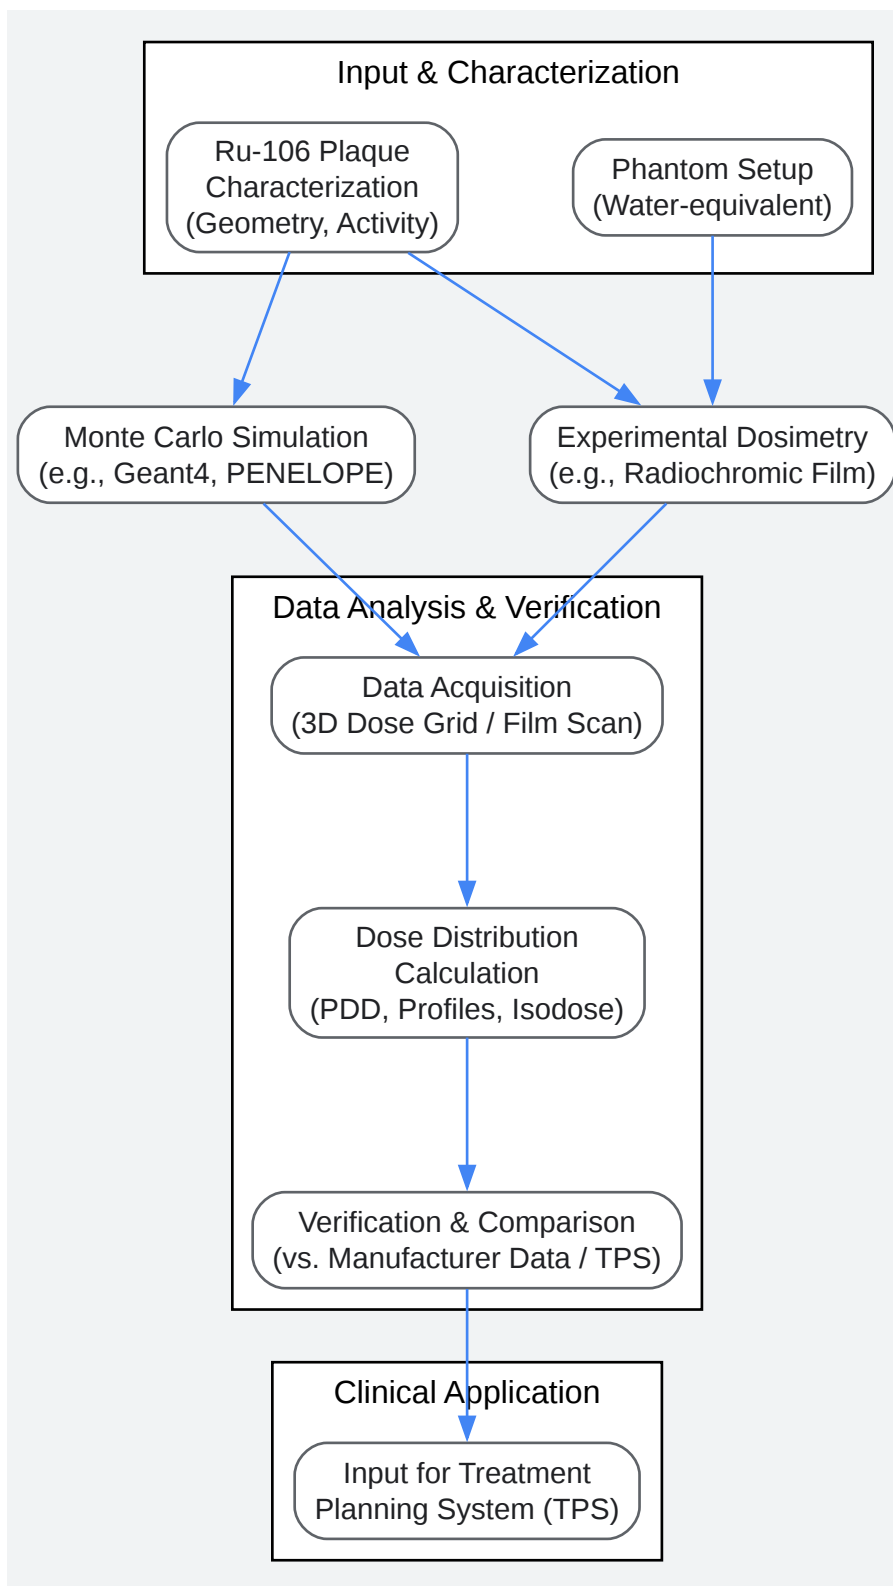 Input & Characterization
Ru-106 Plaque
Characterization
(Geometry, Activity)
Phantom Setup
(Water-equivalent)
Monte Carlo Simulation
(e.g., Geant4, PENELOPE)
Experimental Dosimetry
(e.g., Radiochromic Film)
Data Analysis & Verification
Data Acquisition
(3D Dose Grid / Film Scan)
Dose Distribution
Calculation
(PDD, Profiles, Isodose)
Verification & Comparison
(vs. Manufacturer Data / TPS)
Clinical Application
Input for Treatment
Planning System (TPS)